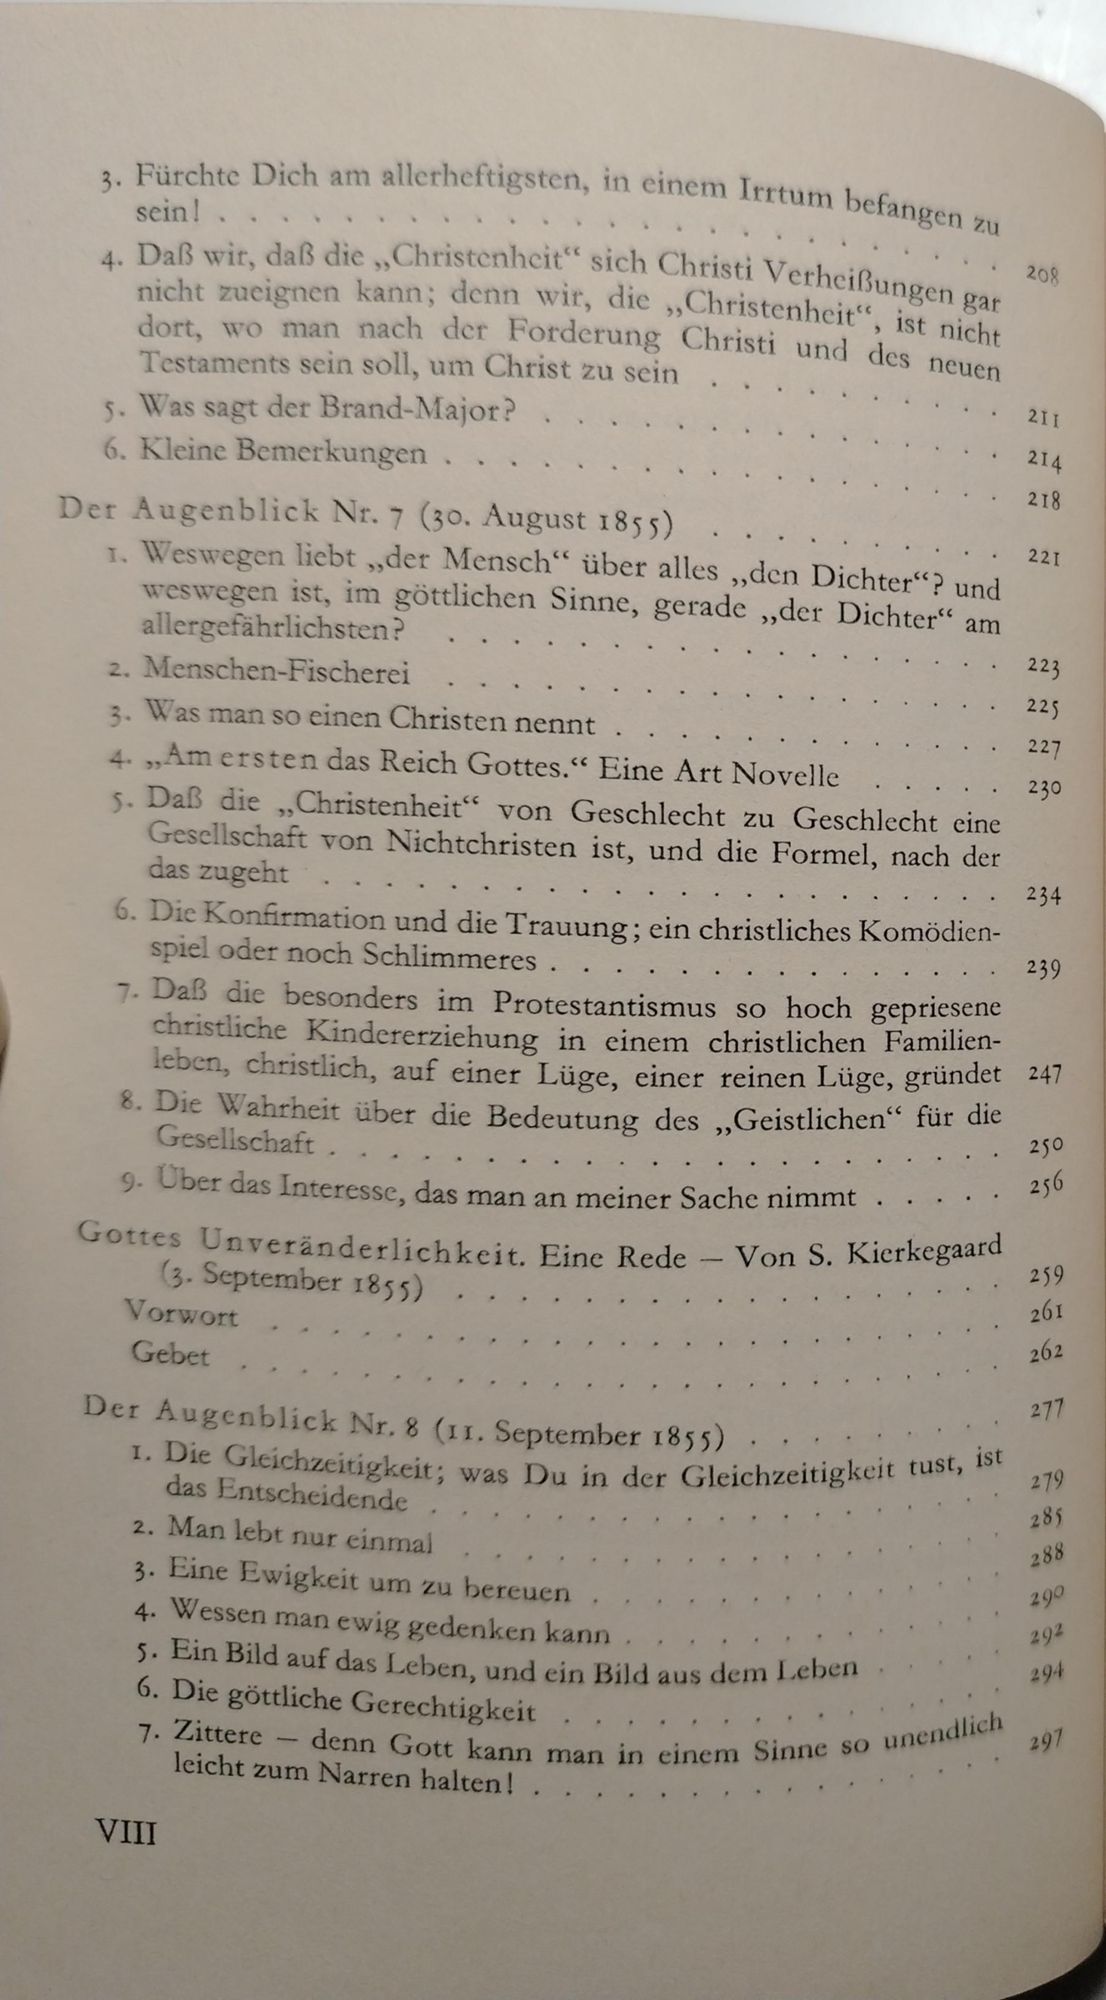 3. Fürchte Dich am allerheftigsten, in einem Irrtum befangen zu
sein! . . . . . . . . . . . . . . . . . . . . 208
4. Daß wir, daß die „Christenheit“ sich Christi Verheißungen gar
nicht zueignen kann; denn wir, die „Christenheit“, ist nicht
dort, wo man nach der Forderung Christi und des neuen
Testaments sein soll, um Christ zu sein . . . . . . . . . 211
5. Was sagt der Brand-Major? . . . . . . . . . . . . . . 214
6. Kleine Bemerkungen . . . . . . . . . . . . . . . . . 218
Der Augenblick Nr. 7 (30. August 1855) . . . . . . . . . 221
1. Weswegen liebt „der Mensch“ über alles „den Dichter“? und
weswegen ist, im göttlichen Sinne, gerade „der Dichter“ am
allergefährlichsten? . . . . . . . . . . . . . . . . . 223
2. Menschen-Fischerei . . . . . . . . . . . . . . . . . 225
3. Was man so einen Christen nennt . . . . . . . . . . . . 227
4. „Am ersten das Reich Gottes.“ Eine Art Novelle . . . . . 230
5. Daß die „Christenheit“ von Geschlecht zu Geschlecht eine
Gesellschaft von Nichtchristen ist, und die Formel, nach der
das zugeht . . . . . . . . . . . . . . . . . . . . . 234
6. Die Konfirmation und die Trauung; ein christliches Komödien-
spiel oder noch Schlimmeres . . . . . . . . . . . . . . 239
7. Daß die besonders im Protestantismus so hoch gepriesene
christliche Kindererziehung in einem christlichen Familien-
leben, christlich, auf einer Lüge, einer reinen Lüge, gründet 247
8. Die Wahrheit über die Bedeutung des „Geistlichen“ für die
Gesellschaft . . . . . . . . . . . . . . . . . . . . . 250
9. Über das Interesse, das man an meiner Sache nimmt . . . . . 256
Gottes Unveränderlichkeit. Eine Rede — Von S. Kierkegaard
(3. September 1855) . . . . . . . . . . . . . . . . . 259
Vorwort . . . . . . . . . . . . . . . . . . . . . . . 261
Gebet . . . . . . . . . . . . . . . . . . . . . . . . 262
Der Augenblick Nr. 8 (11. September 1855) . . . . . . . . 277
1. Die Gleichzeitigkeit; was Du in der Gleichzeitigkeit tust, ist
das Entscheidende . . . . . . . . . . . . . . . . . . 279
2. Man lebt nur einmal . . . . . . . . . . . . . . . . . 285
3. Eine Ewigkeit um zu bereuen . . . . . . . . . . . . . 288
4. Wessen man ewig gedenken kann . . . . . . . . . . . . 290
5. Ein Bild auf das Leben, und ein Bild aus dem Leben . . . . 292
6. Die göttliche Gerechtigkeit . . . . . . . . . . . . . . 294
7. Zittere — denn Gott kann man in einem Sinne so unendlich
leicht zum Narren halten! . . . . . . . . . . . . . . . 297
VIII